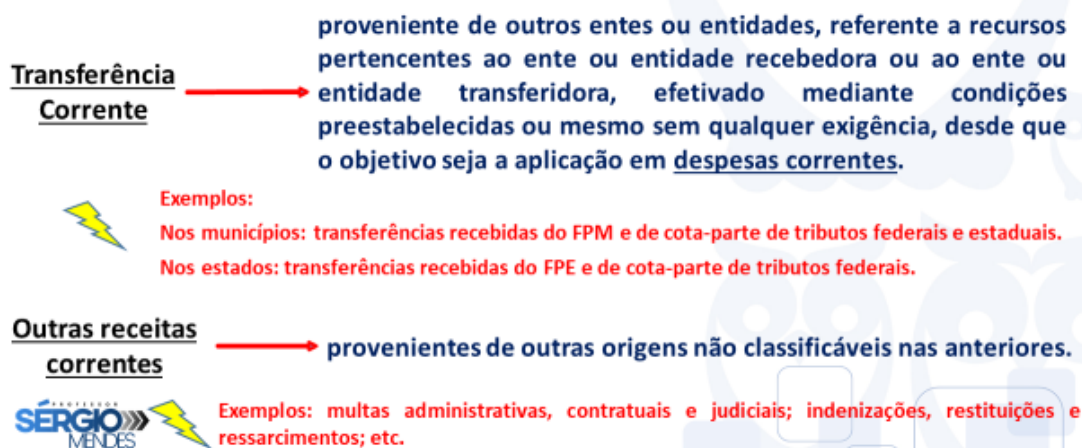 proveniente de outros entes ou entidades, referente a recursos
pertencentes ao ente ou entidade recebedora ou ao ente ou
Transferência
Corrente
entidade transferidora, efetivado mediante condições
preestabelecidas ou mesmo sem qualquer exigência, desde que
o objetivo seja a aplicação em despesas correntes.
Exemplos:
Nos municípios: transferências recebidas do FPM e de cota-parte de tributos federais e estaduais.
Nos estados: transferências recebidas do FPE e de cota-parte de tributos federais.
Outras receitas
correntes
provenientes de outras origens não classificáveis nas anteriores.
PROFESSOR
SÉRGIO
MENDES
Exemplos: multas administrativas, contratuais e judiciais; indenizações, restituições e
ressarcimentos; etc.